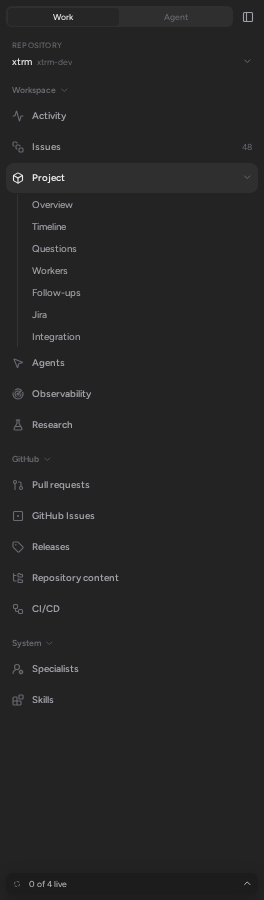 Work Agent
REPOSITORY
xtrm xtrm-dev
Workspace
Activity
Issues 48
Project
Overview
Timeline
Questions
Workers
Follow-ups
Jira
Integration
Agents
Observability
Research
GitHub
Pull requests
GitHub Issues
Releases
Repository content
CI/CD
System
Specialists
Skills
0 of 4 live